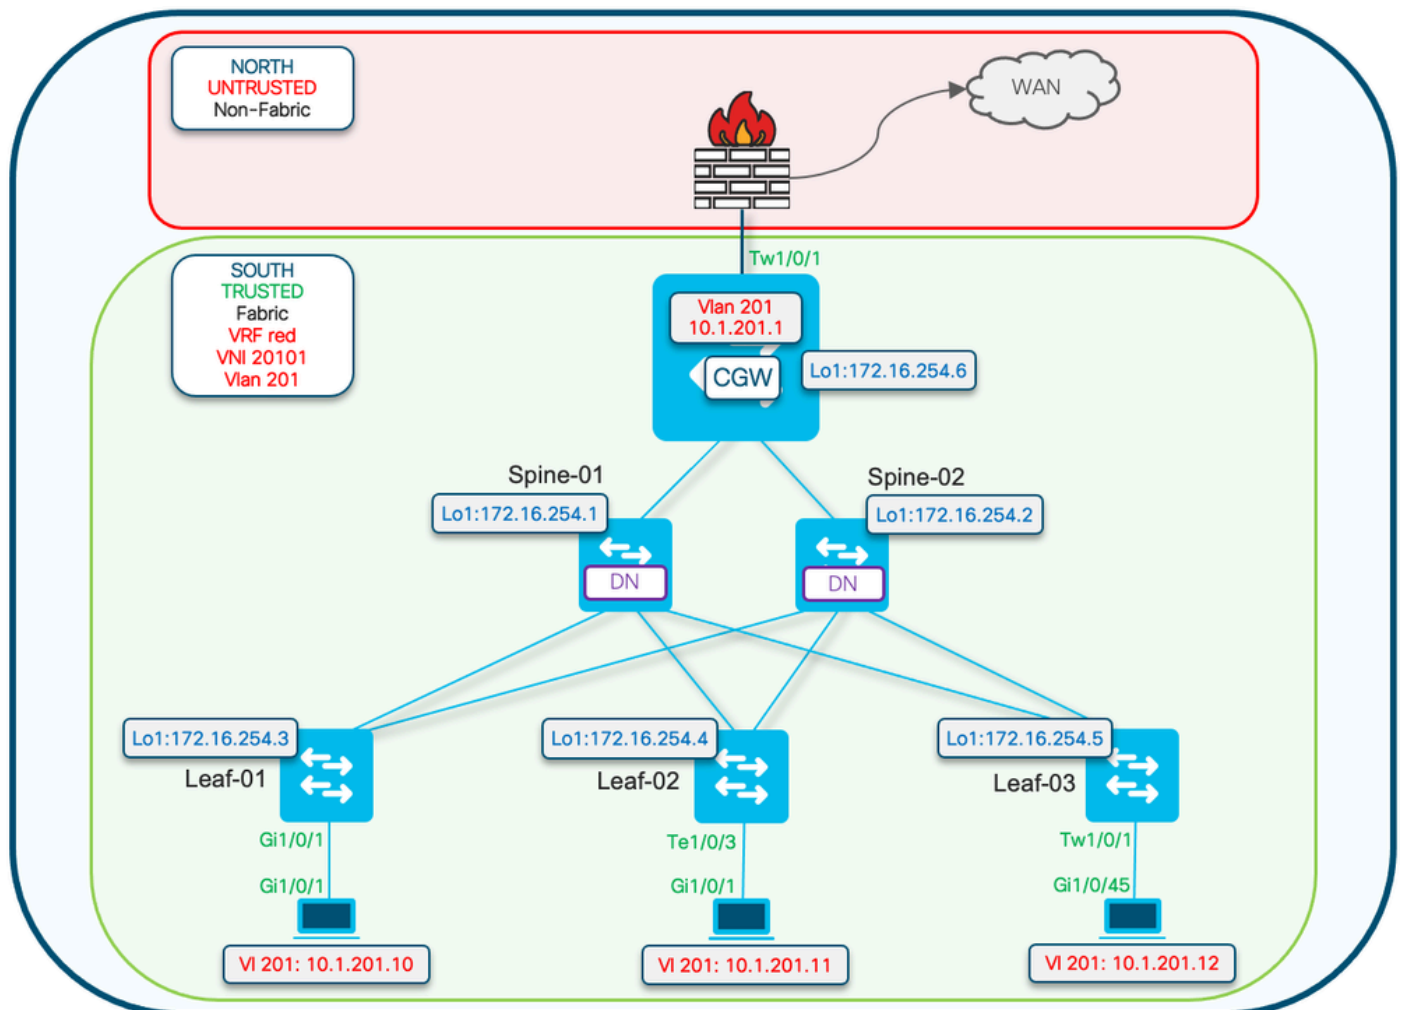 NORTH
UNTRUSTED
Non-Fabric
WAN
SOUTH
TRUSTED
Fabric
VRF red
VNI 20101
Vlan 201
Tw1/0/1
Vlan 201
10.1.201.1
CGW
Lo1:172.16.254.6
Spine-01
Lo1:172.16.254.1
DN
Spine-02
Lo1:172.16.254.2
DN
Lo1:172.16.254.3
Leaf-01
Lo1:172.16.254.4
Leaf-02
Lo1:172.16.254.5
Leaf-03
Gi1/0/1
Te1/0/3
Tw1/0/1
Gi1/0/1
Gi1/0/1
Gi1/0/45
Vl 201: 10.1.201.10
Vl 201: 10.1.201.11
Vl 201: 10.1.201.12